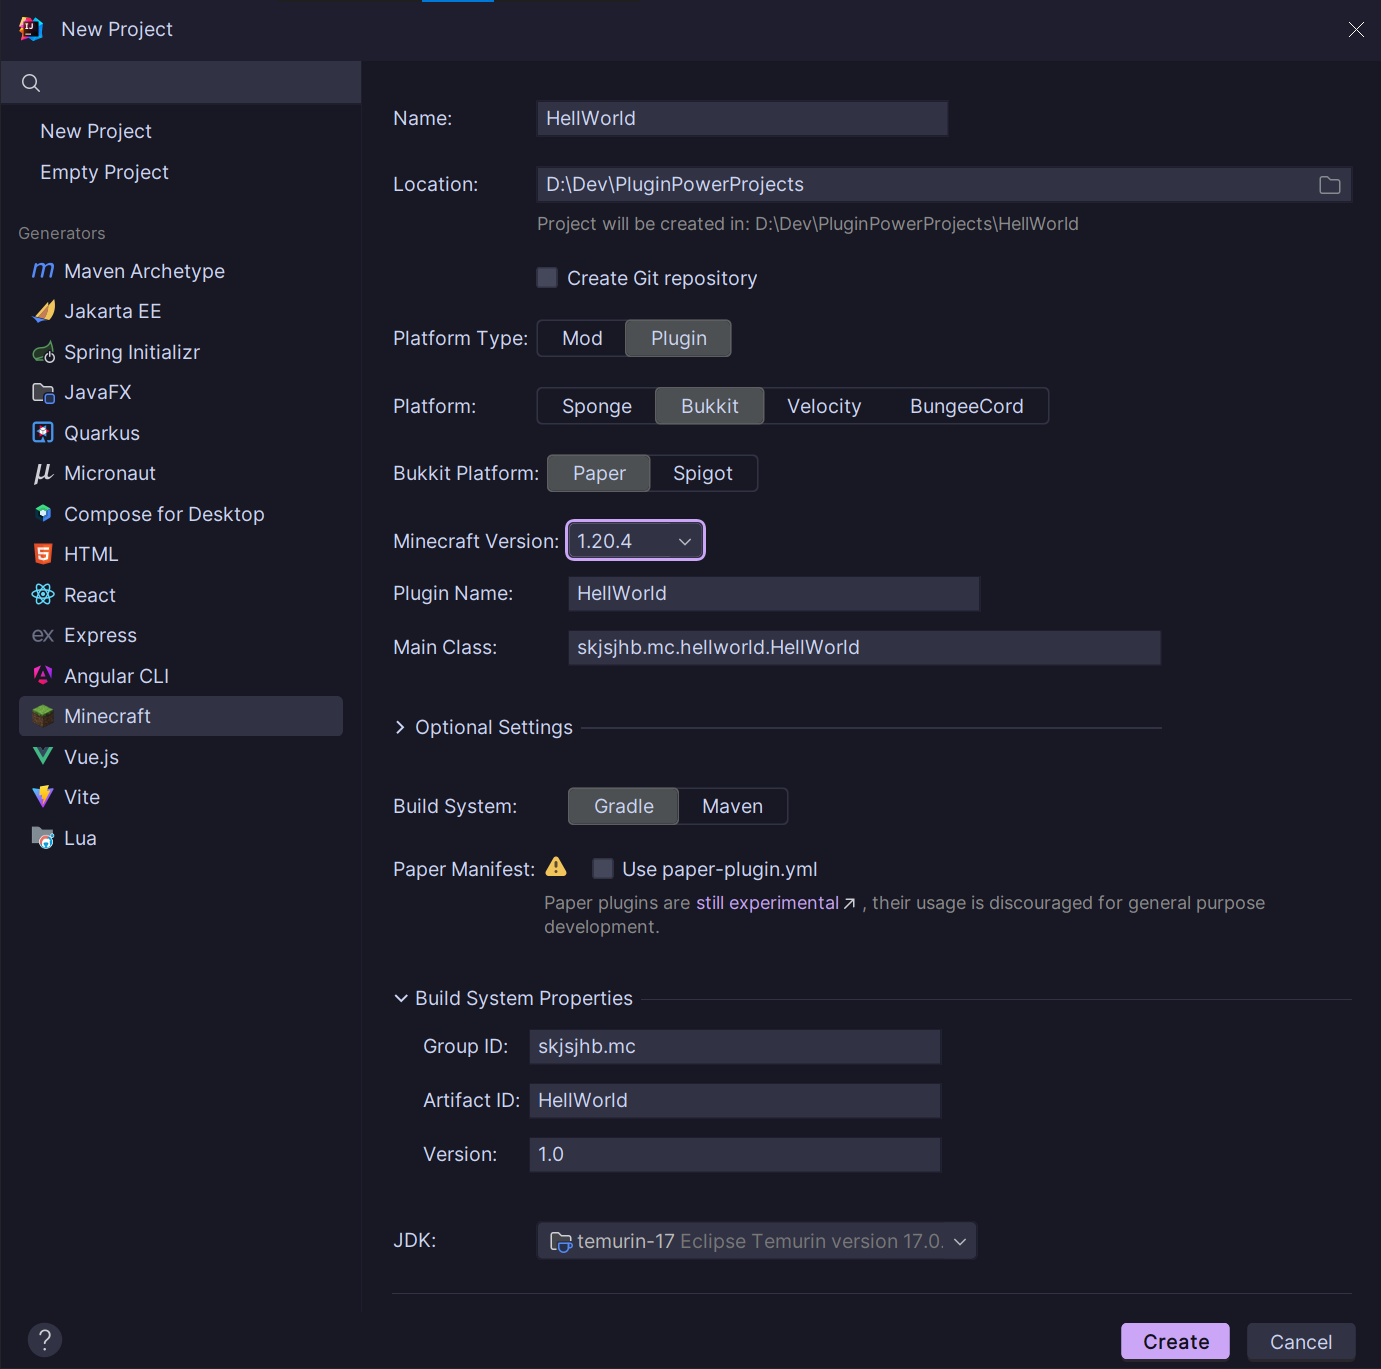 New Project
New Project
Empty Project
Generators
Maven Archetype
Jakarta EE
Spring Initializr
JavaFX
Quarkus
Micronaut
Compose for Desktop
HTML
React
ex Express
Angular CLI
Minecraft
Vue.js
Vite
Lua
Name: HellWorld
Location: D:\Dev\PluginPowerProjects
Project will be created in: D:\Dev\PluginPowerProjects\HellWorld
Create Git repository
Platform Type: Mod Plugin
Platform: Sponge Bukkit Velocity BungeeCord
Bukkit Platform: Paper Spigot
Minecraft Version: 1.20.4
Plugin Name: HellWorld
Main Class: skjsjhb.mc.hellworld.HellWorld
Optional Settings
Build System: Gradle Maven
Paper Manifest: Use paper-plugin.yml
Paper plugins are still experimental↗ , their usage is discouraged for general purpose
development.
Build System Properties
Group ID: skjsjhb.mc
Artifact ID: HellWorld
Version: 1.0
JDK: temurin-17 Eclipse Temurin version 17.0.
? Create Cancel